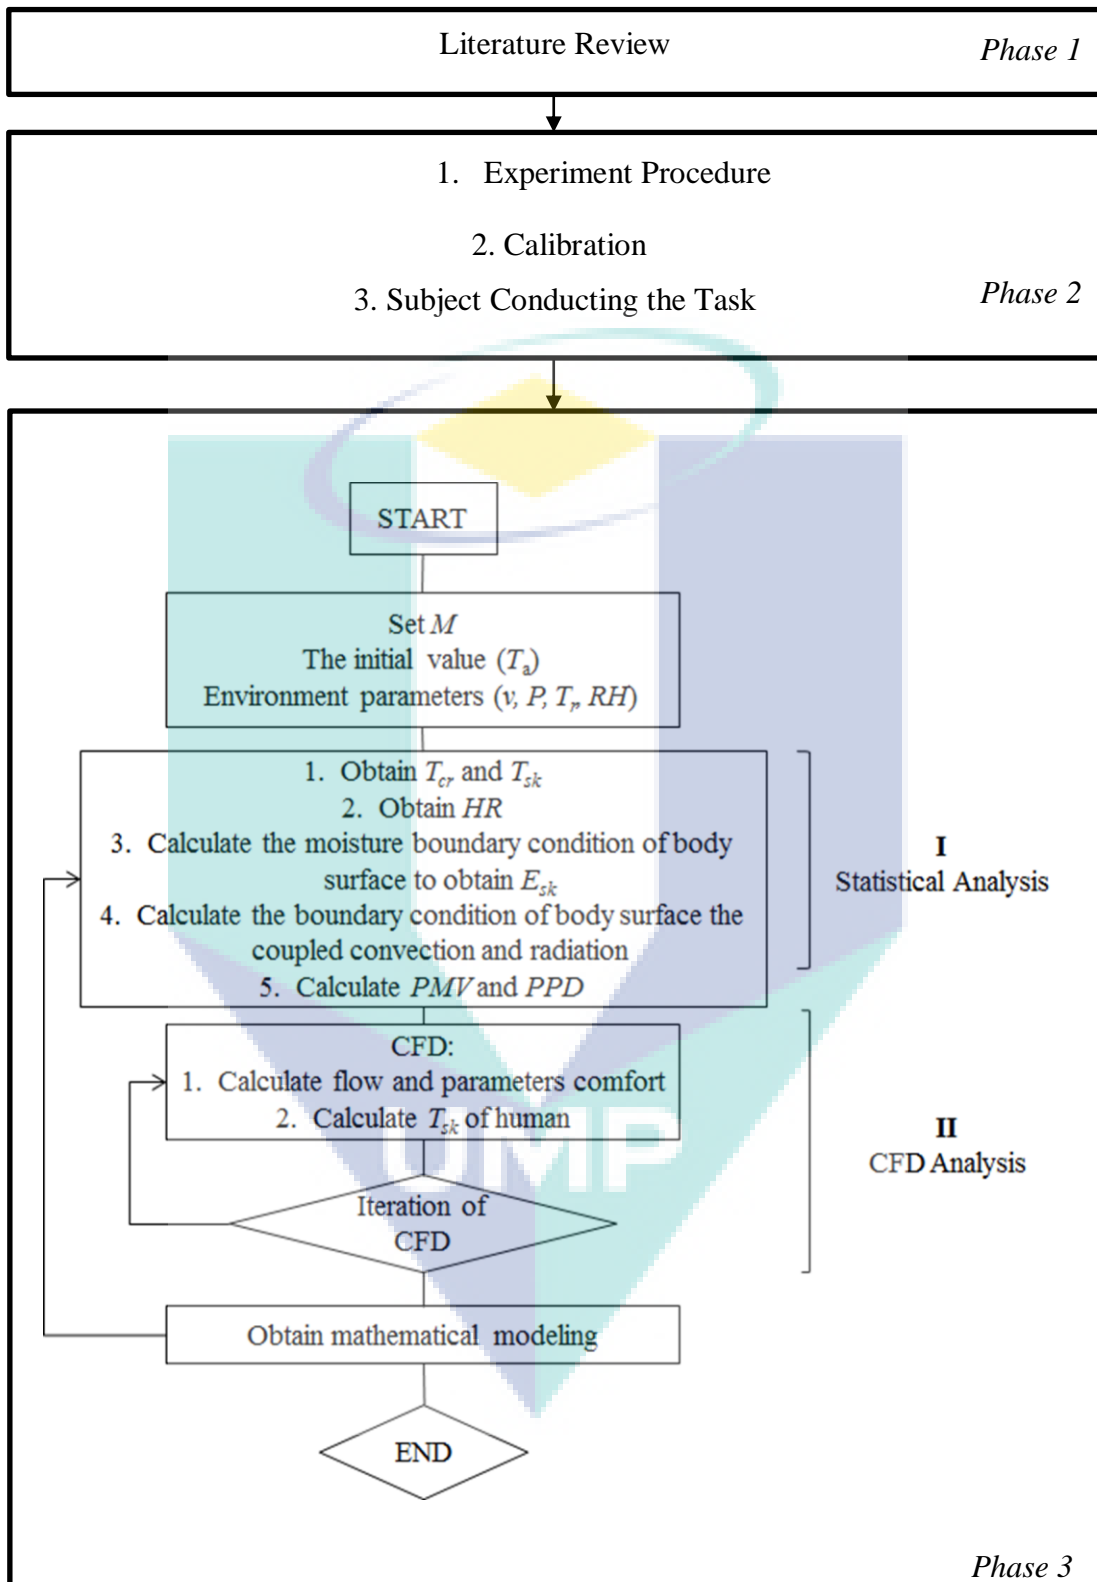 Literature Review
Phase 1
1. Experiment Procedure
2. Calibration
3. Subject Conducting the Task
Phase 2
START
Set M
The initial value (Ta)
Environment parameters (v, P, Tr, RH)
1. Obtain Tcr and Tsk
2. Obtain HR
3. Calculate the moisture boundary condition of body
surface to obtain Esk
4. Calculate the boundary condition of body surface the
coupled convection and radiation
5. Calculate PMV and PPD
I
Statistical Analysis
CFD:
1. Calculate flow and parameters comfort
2. Calculate Tsk of human
UMP
II
CFD Analysis
Iteration of
CFD
Obtain mathematical modeling
END
Phase 3